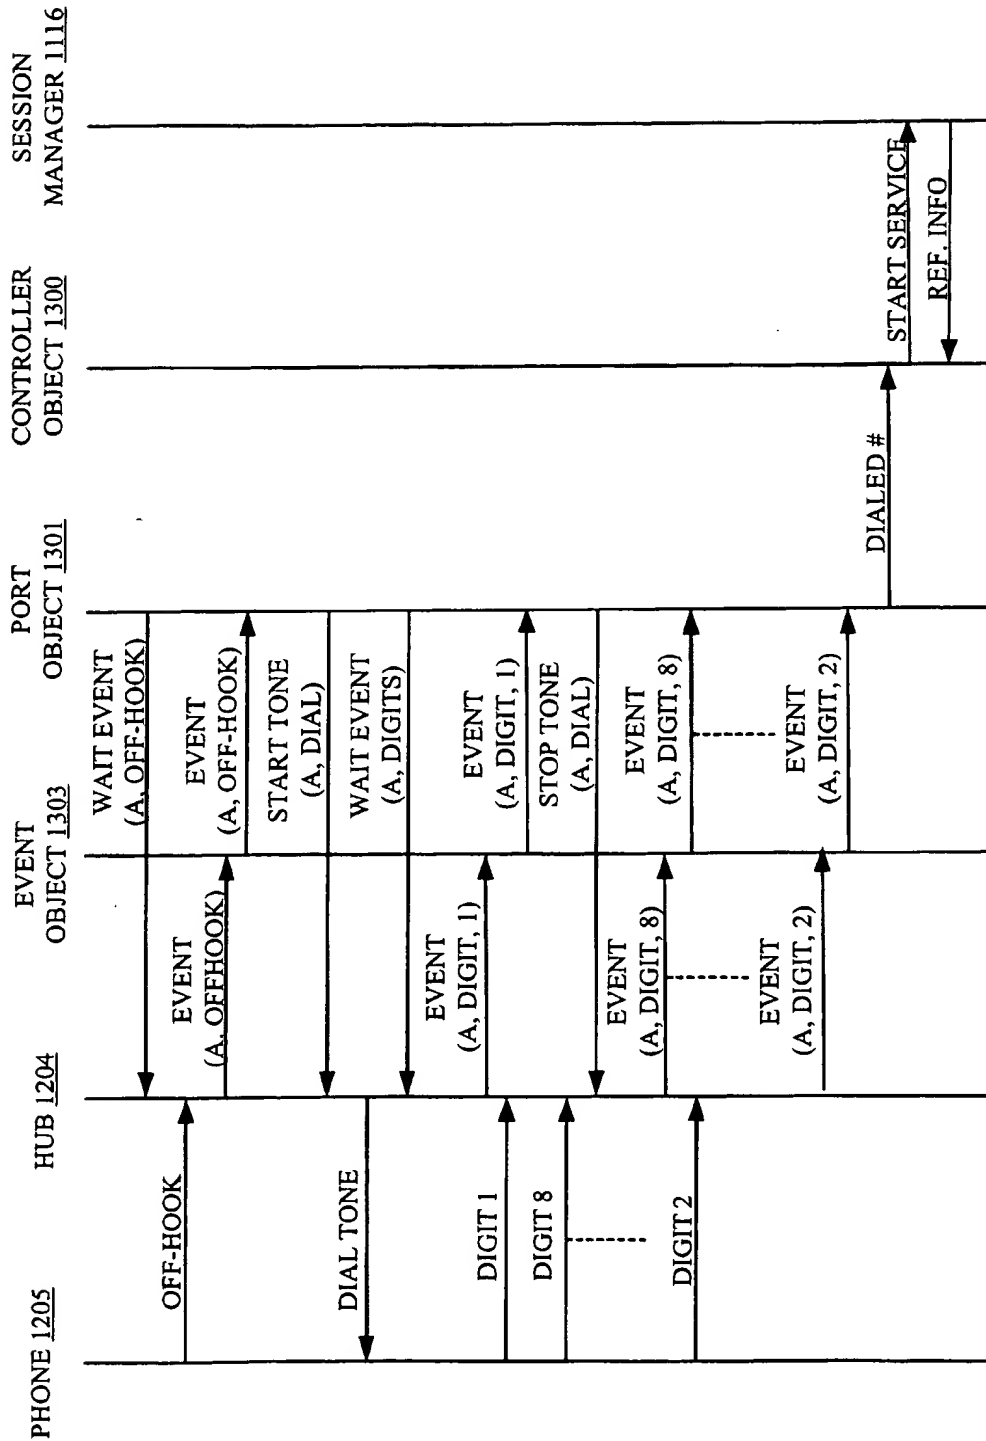 PHONE 1205
HUB 1204
EVENT
OBJECT 1303
PORT
OBJECT 1301
CONTROLLER
OBJECT 1300
SESSION
MANAGER 1116
WAIT EVENT
(A, OFF-HOOK)
OFF-HOOK
EVENT
(A, OFFHOOK)
EVENT
(A, OFF-HOOK)
START TONE
(A, DIAL)
DIAL TONE
WAIT EVENT
(A, DIGITS)
DIGIT 1
EVENT
(A, DIGIT, 1)
EVENT
(A, DIGIT, 1)
STOP TONE
(A, DIAL)
DIGIT 8
EVENT
(A, DIGIT, 8)
EVENT
(A, DIGIT, 8)
DIGIT 2
EVENT
(A, DIGIT, 2)
EVENT
(A, DIGIT, 2)
DIALED #
START SERVICE
REF. INFO